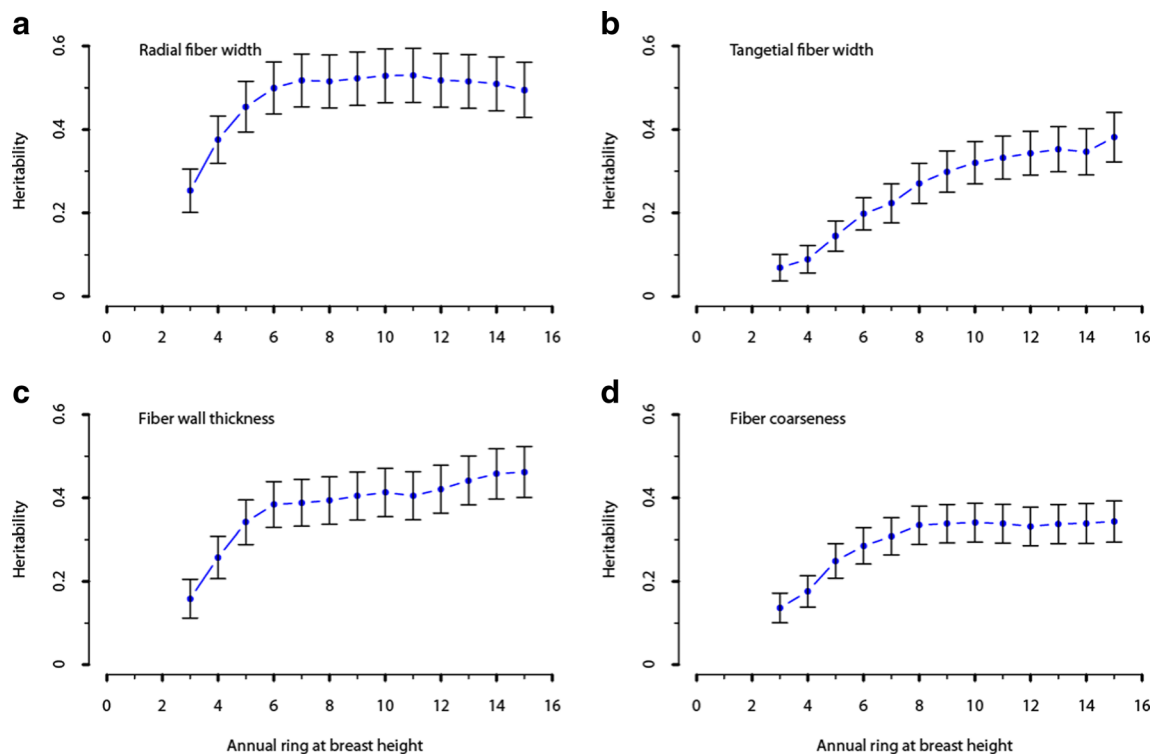 a
Radial fiber width
Heritability
0.6
0.4
0.2
0
0 2 4 6 8 10 12 14 16
b
Tangetial fiber width
Heritability
0.6
0.4
0.2
0
0 2 4 6 8 10 12 14 16
c
Fiber wall thickness
Heritability
0.6
0.4
0.2
0
0 2 4 6 8 10 12 14 16
Annual ring at breast height
d
Fiber coarseness
Heritability
0.6
0.4
0.2
0
0 2 4 6 8 10 12 14 16
Annual ring at breast height